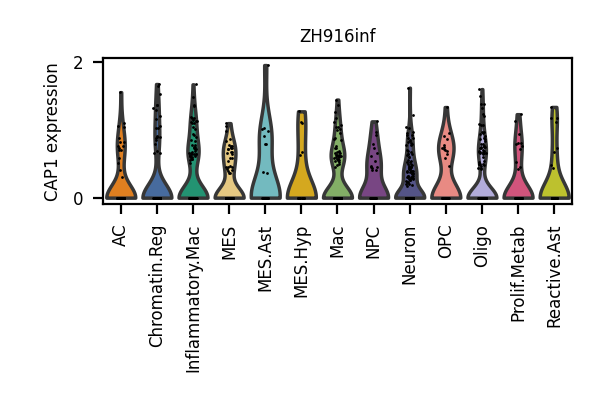 ZH916inf
CAP1 expression
2
0
AC
Chromatin.Reg
Inflammatory.Mac
MES
MES.Ast
MES.Hyp
Mac
NPC
Neuron
OPC
Oligo
Prolif.Metab
Reactive.Ast